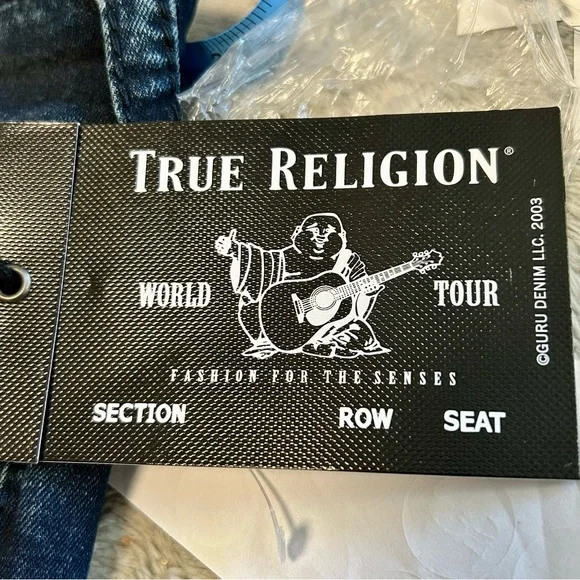 TRUE RELIGION®
WORLD TOUR
FASHION FOR THE SENSES
SECTION ROW SEAT
©GURU DENIM LLC. 2003